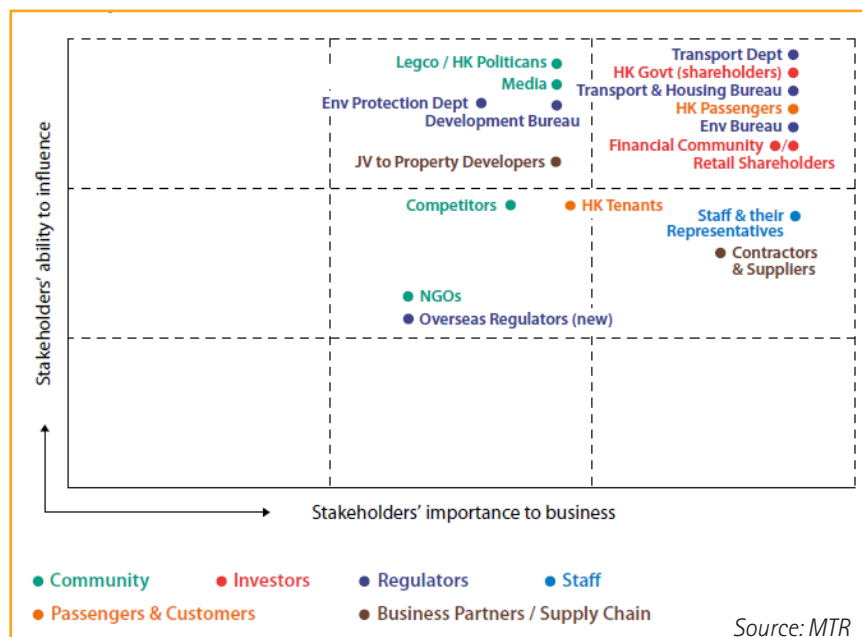 Legco / HK Politicans
Media
Env Protection Dept
Development Bureau
JV to Property Developers
Transport Dept
HK Govt (shareholders)
Transport & Housing Bureau
HK Passengers
Env Bureau
Financial Community /
Retail Shareholders
Competitors
HK Tenants
Staff & their
Representatives
Contractors
& Suppliers
NGOs
Overseas Regulators (new)
Stakeholders' ability to influence
Stakeholders' importance to business
Community
Investors
Regulators
Staff
Passengers & Customers
Business Partners / Supply Chain
Source: MTR